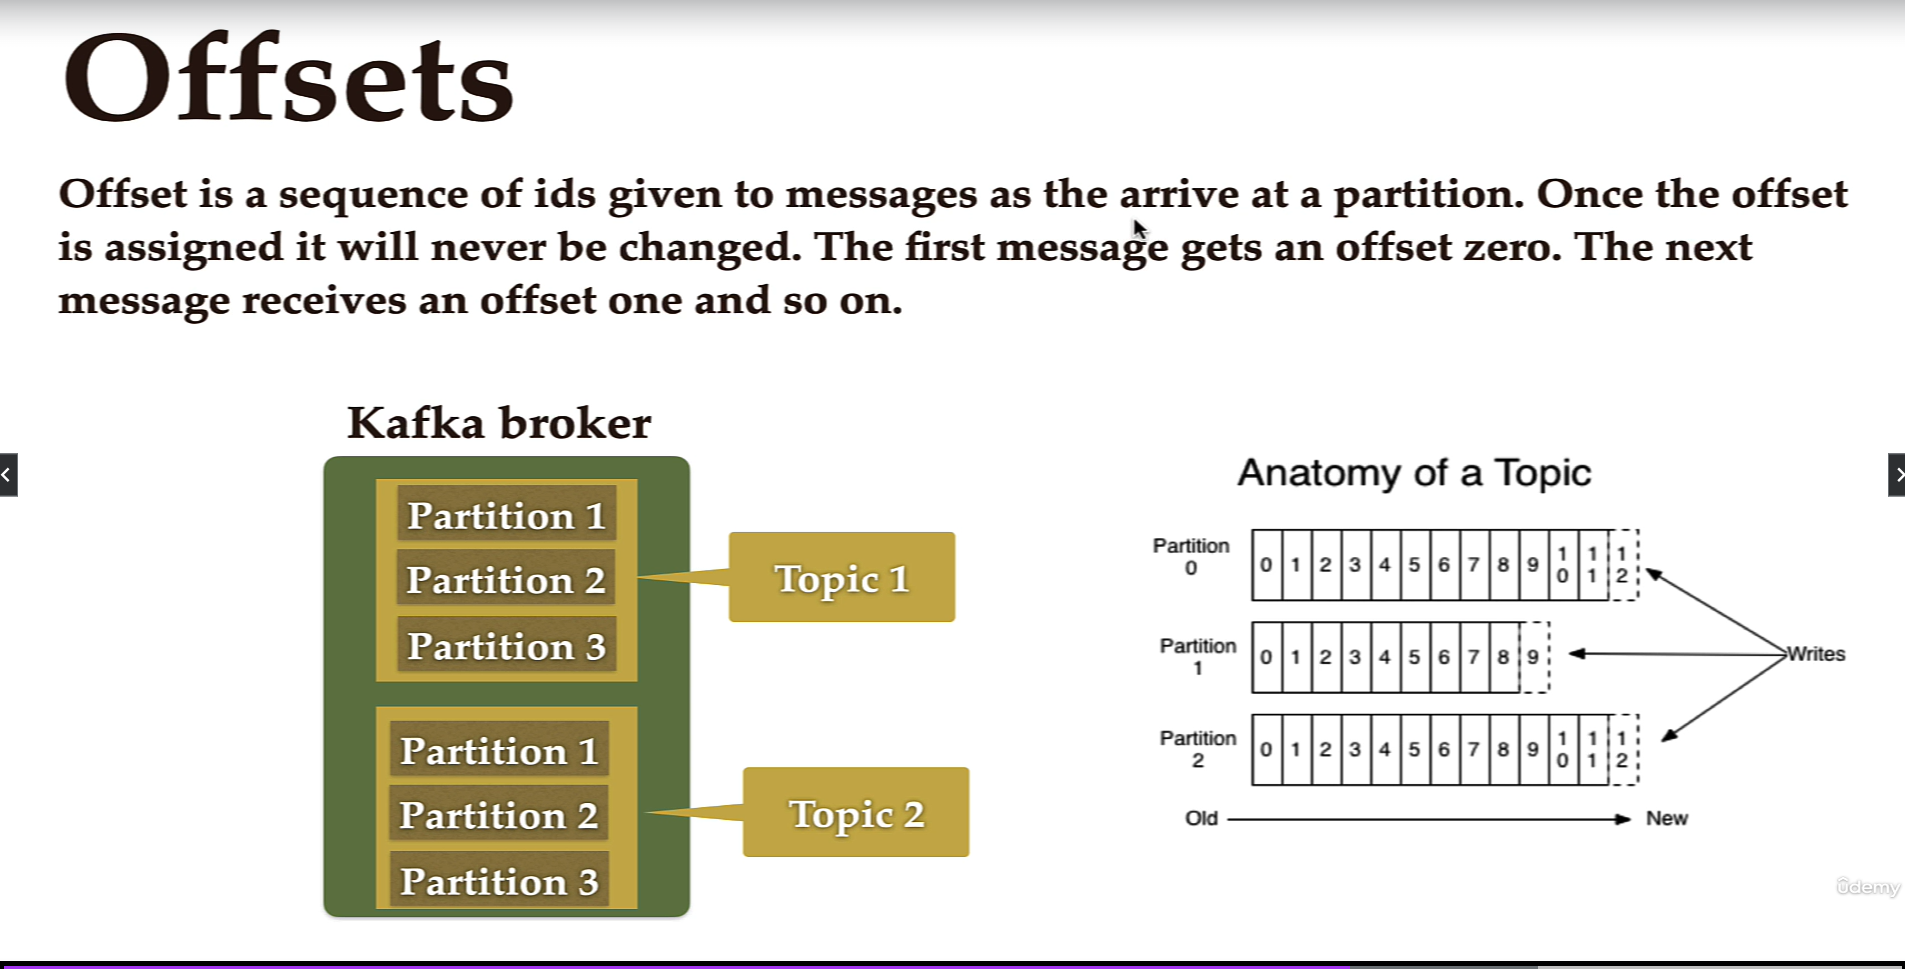 Offsets
Offset is a sequence of ids given to messages as the arrive at a partition. Once the offset
is assigned it will never be changed. The first message gets an offset zero. The next
message receives an offset one and so on.
Kafka broker
Partition 1
Partition 2
Partition 3
Topic 1
Partition 1
Partition 2
Partition 3
Topic 2
Anatomy of a Topic
Partition
0
0 1 2 3 4 5 6 7 8 9 10 11 12
Partition
1
0 1 2 3 4 5 6 7 8 9
Partition
2
0 1 2 3 4 5 6 7 8 9 10 11 12
Writes
Old
New
ûdemy